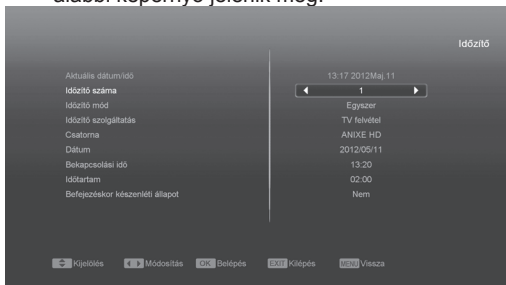 alábbi képernyő jelenik meg:
Időzítő
Aktuális dátum/idő 13:17 2012Maj.11
Időzítő száma 1
Időzítő mód Egyszer
Időzítő szolgáltatás TV felvétel
Csatorna ANIXE HD
Dátum 2012/05/11
Bekapcsolási idő 13:20
Időtartam 02:00
Befejezéskor készenléti állapot Nem
Kijelölés Módosítás OK Belépés EXIT Kilépés MENU Vissza